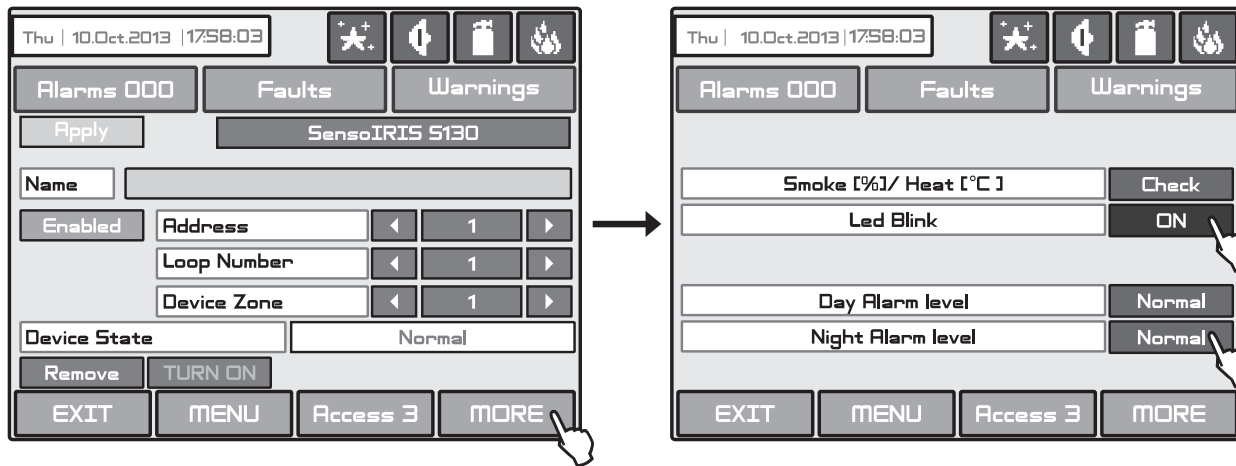 Thu | 10.Oct.2013 | 17:58:03
Alarms 000 Faults Warnings
Apply SensoIRIS S130
Name
Enabled Address 1
Loop Number 1
Device Zone 1
Device State Normal
Remove TURN ON
EXIT MENU Access 3 MORE
Thu | 10.Oct.2013 | 17:58:03
Alarms 000 Faults Warnings
Smoke [%]/ Heat [°C ] Check
Led Blink ON
Day Alarm level Normal
Night Alarm level Normal
EXIT MENU Access 3 MORE